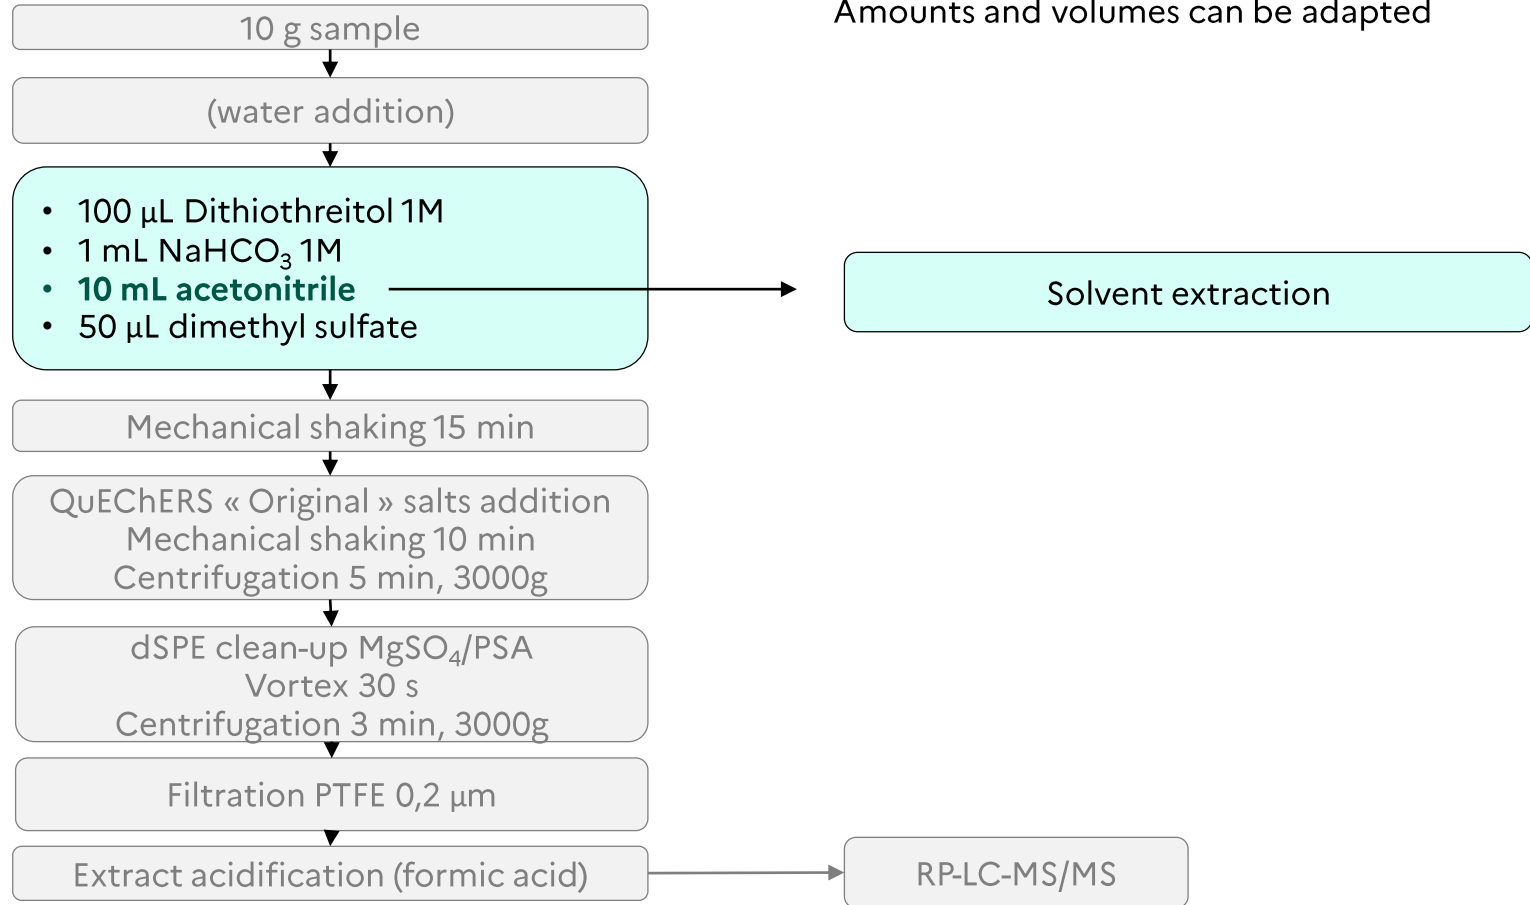 Amounts and volumes can be adapted
10 g sample
(water addition)
• 100 µL Dithiothreitol 1M
• 1 mL NaHCO₃ 1M
• 10 mL acetonitrile
• 50 µL dimethyl sulfate
Solvent extraction
Mechanical shaking 15 min
QuEChERS « Original » salts addition
Mechanical shaking 10 min
Centrifugation 5 min, 3000g
dSPE clean-up MgSO₄/PSA
Vortex 30 s
Centrifugation 3 min, 3000g
Filtration PTFE 0,2 µm
Extract acidification (formic acid)
RP-LC-MS/MS